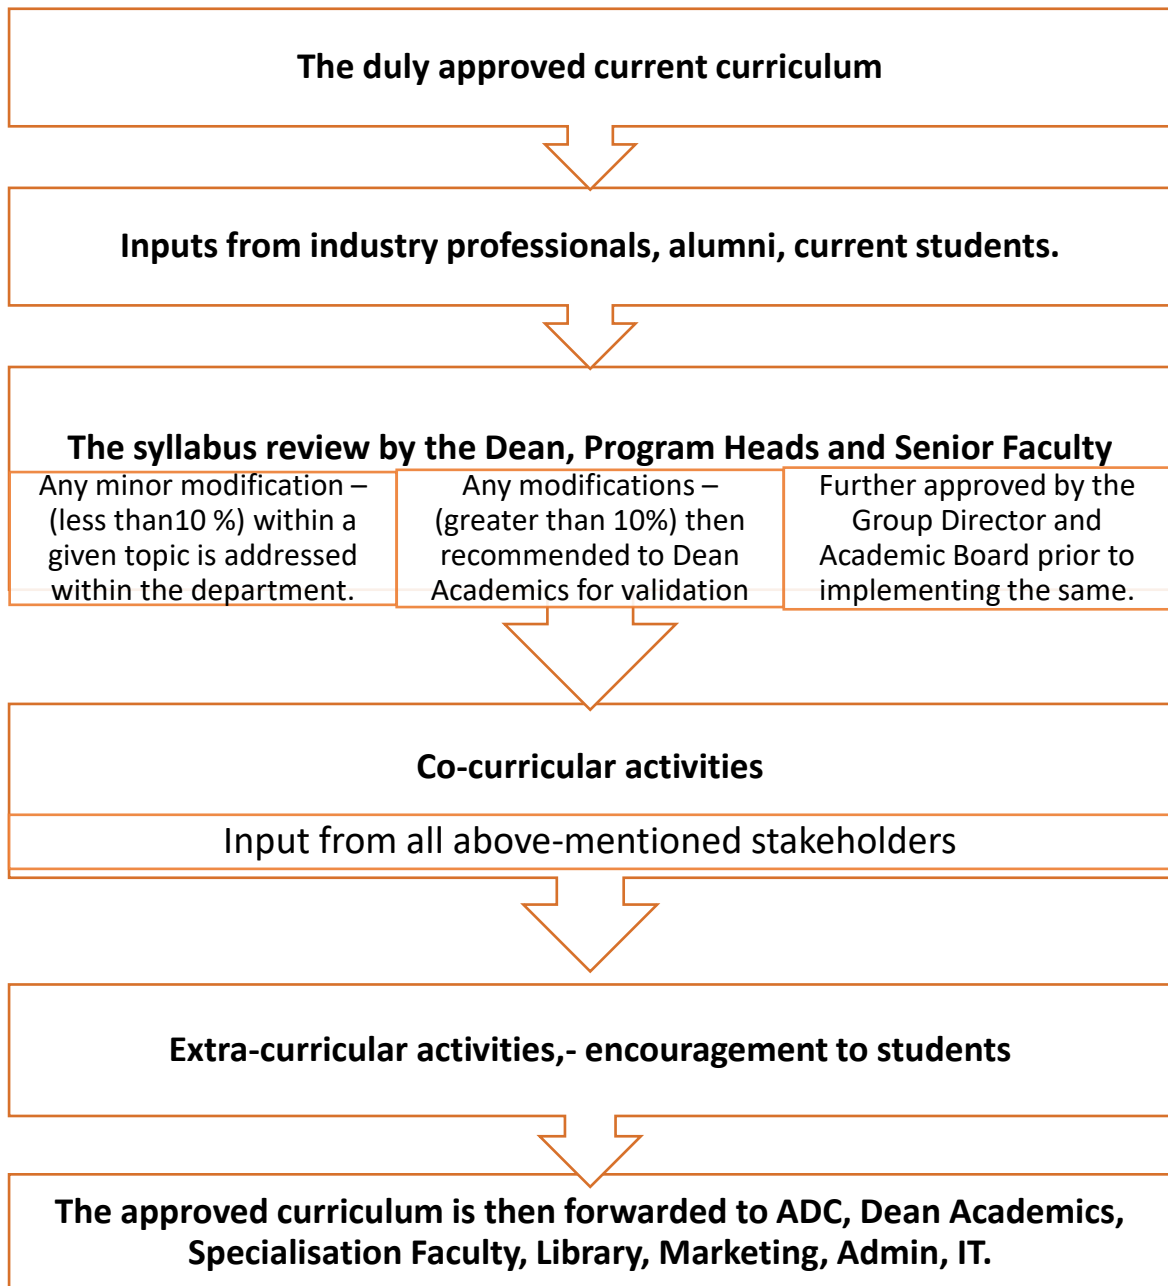 The duly approved current curriculum
Inputs from industry professionals, alumni, current students.
The syllabus review by the Dean, Program Heads and Senior Faculty
Any minor modification –
(less than10 %) within a
given topic is addressed
within the department.
Any modifications –
(greater than 10%) then
recommended to Dean
Academics for validation
Further approved by the
Group Director and
Academic Board prior to
implementing the same.
Co-curricular activities
Input from all above-mentioned stakeholders
Extra-curricular activities,- encouragement to students
The approved curriculum is then forwarded to ADC, Dean Academics,
Specialisation Faculty, Library, Marketing, Admin, IT.